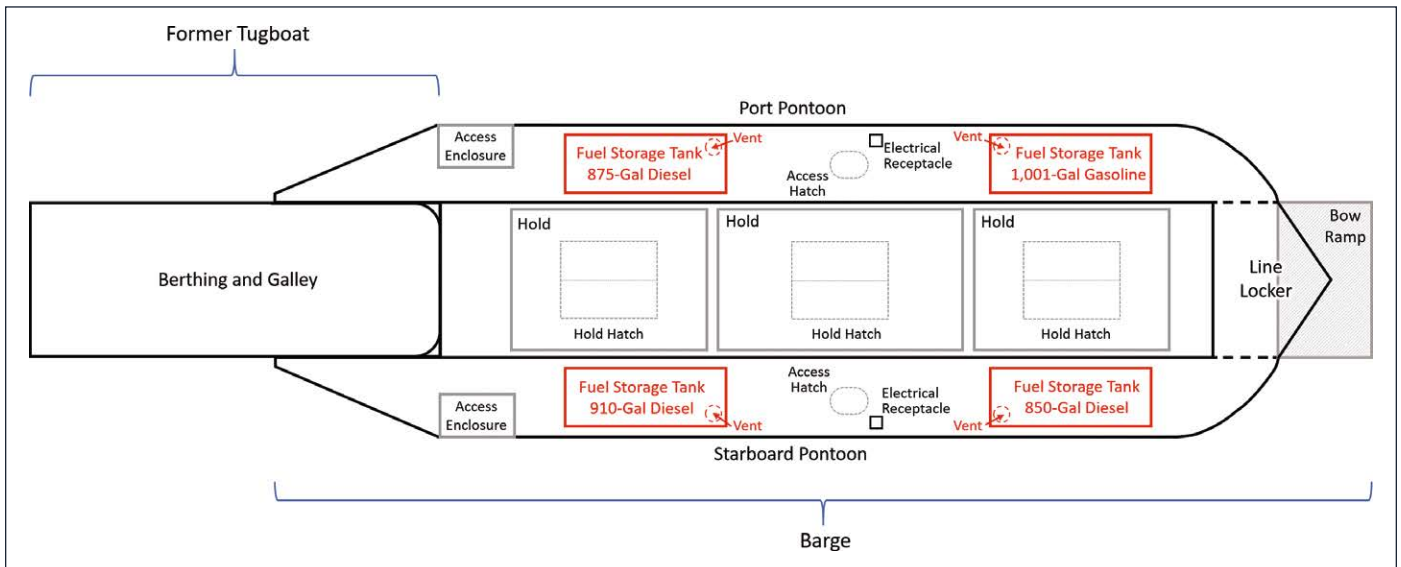 Former Tugboat
Port Pontoon
Access
Enclosure
Fuel Storage Tank
875-Gal Diesel
Vent
Access
Hatch
Electrical
Receptacle
Vent
Fuel Storage Tank
1,001-Gal Gasoline
Berthing and Galley
Hold
Hold Hatch
Hold
Hold Hatch
Hold
Hold Hatch
Line
Locker
Bow
Ramp
Access
Enclosure
Fuel Storage Tank
910-Gal Diesel
Vent
Access
Hatch
Electrical
Receptacle
Vent
Fuel Storage Tank
850-Gal Diesel
Starboard Pontoon
Barge